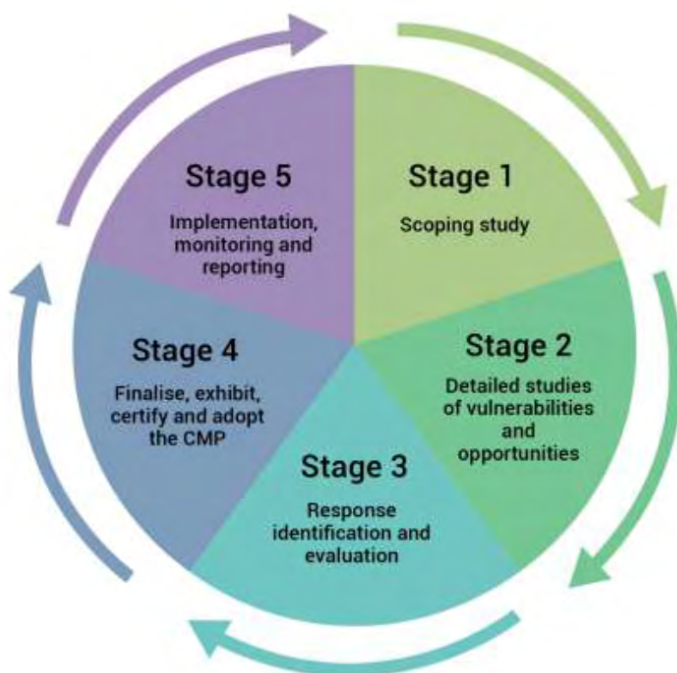 Stage 1
Scoping study
Stage 2
Detailed studies
of vulnerabilities
and
opportunities
Stage 3
Response
identification and
evaluation
Stage 4
Finalise, exhibit,
certify and adopt
the CMP
Stage 5
Implementation,
monitoring and
reporting